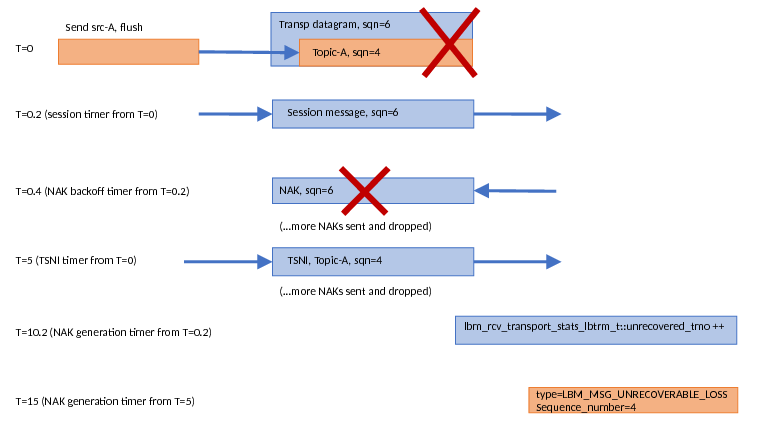 Send src-A, flush
Transp datagram, sqn=6
T=0
Topic-A, sqn=4
T=0.2 (session timer from T=0)
Session message, sqn=6
T=0.4 (NAK backoff timer from T=0.2)
NAK, sqn=6
(...more NAKs sent and dropped)
T=5 (TSNI timer from T=0)
TSNI, Topic-A, sqn=4
(...more NAKs sent and dropped)
T=10.2 (NAK generation timer from T=0.2)
lbm_rcv_transport_stats_lbtrm_t::unrecovered_tmo ++
T=15 (NAK generation timer from T=5)
type=LBM_MSG_UNRECOVERABLE_LOSS
Sequence_number=4